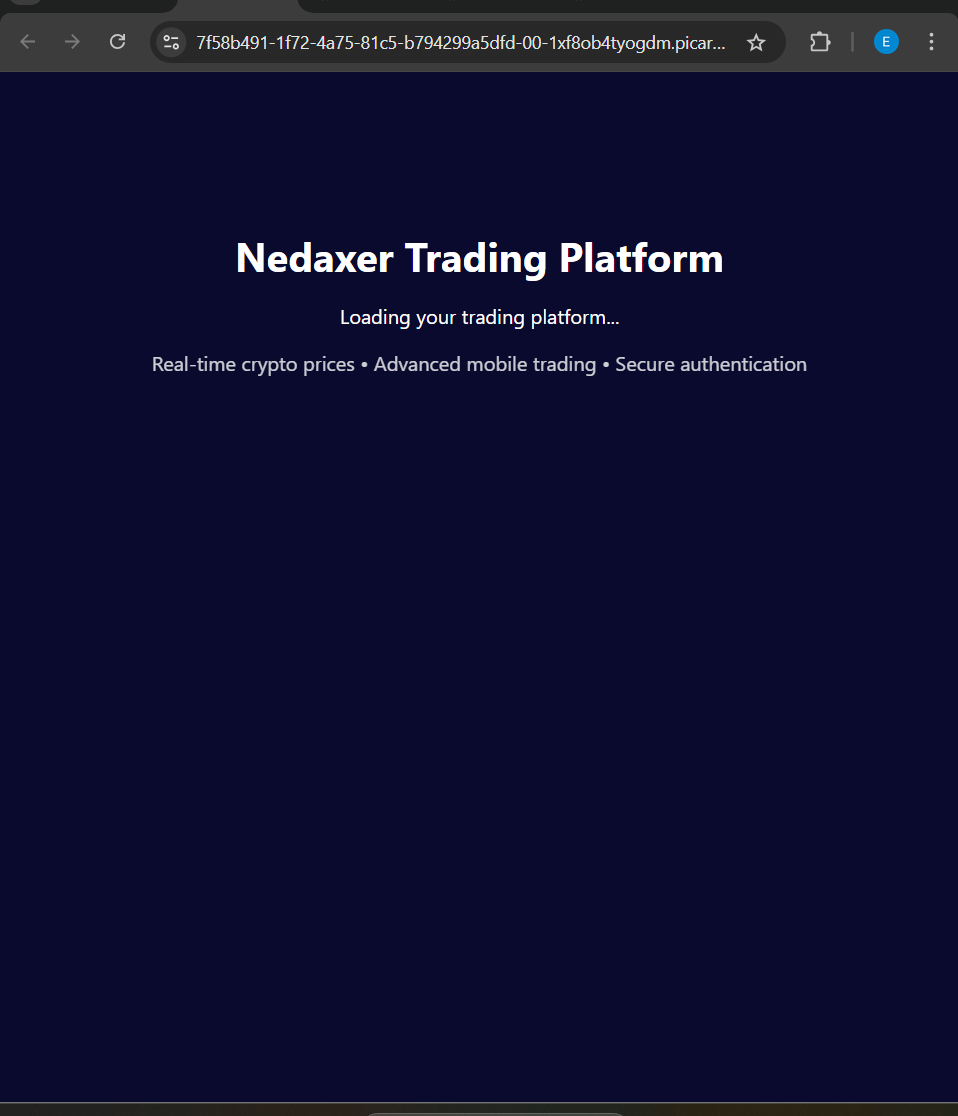 7f58b491-1f72-4a75-81c5-b794299a5dfd-00-1xf8ob4tyogdm.picar...
E
Nedaxer Trading Platform
Loading your trading platform...
Real-time crypto prices • Advanced mobile trading • Secure authentication